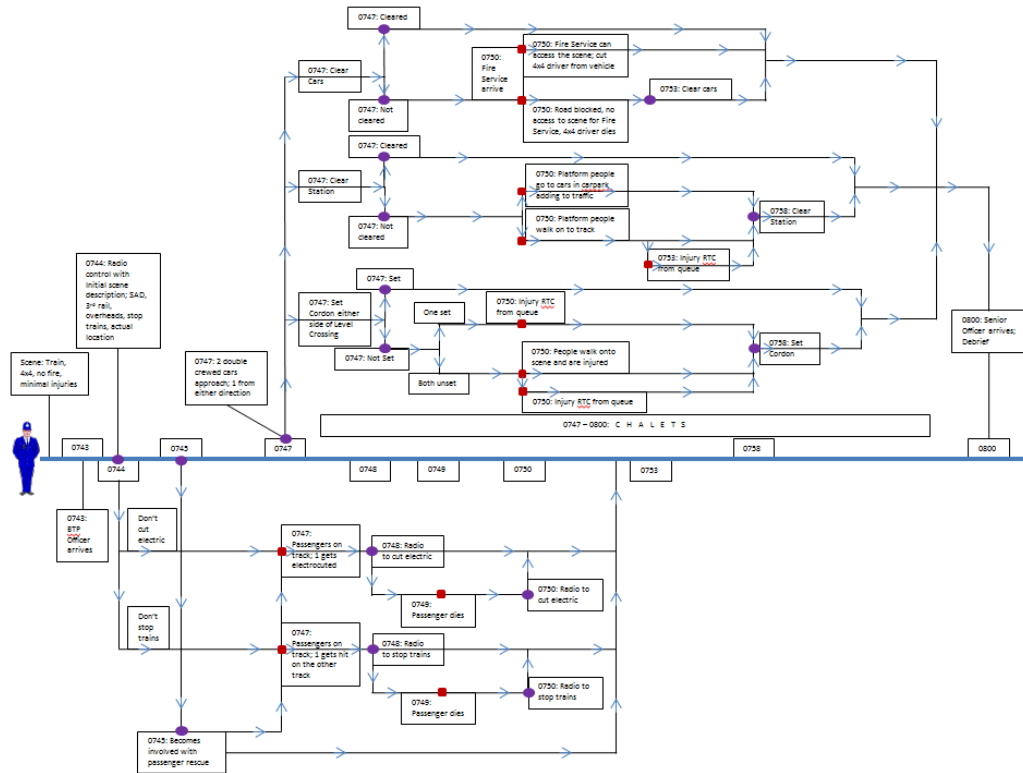 0747: Cleared
0747: Clear
Cars
0747: Not
cleared
0750:
Fire
Service
arrive
0750: Fire Service can
access the scene; cut
4x4 driver from vehicle
0753: Clear cars
0750: Road blocked, no
access to scene for Fire
Service, 4x4 driver dies
0747: Cleared
0747: Clear
Station
0747: Not
cleared
0750: Platform people
go to cars in carpark
adding to traffic
0750: Platform people
walk on to track
0753: Injury RTC
from queue
0758: Clear
Station
0747: Set
0747: Set
Cordon either
side of Level
Crossing
0747: Not Set
One set
Both unset
0750: Injury RTC
from queue
0750: People walk onto
scene and are injured
0750: Injury RTC from queue
0758: Set
Cordon
0800: Senior
Officer arrives;
Debrief
0744: Radio
control with
Initial scene
description; SAD,
3rd rail,
overheads, stop
trains, actual
location
Scene: Train,
4x4, no fire,
minimal injuries
0747: 2 double
crewed cars
approach; 1 from
either direction
0747 – 0800: C H A L E T S
0743
0745
0747
0758
0800
0744
0748
0749
0750
0753
0743:
BTP
Officer
arrives
Don't
cut
electric
0747:
Passengers on
track; 1 gets
electrocuted
0748: Radio
to cut electric
0749:
Passenger dies
0750: Radio to
cut electric
Don't
stop
trains
0747:
Passengers on
track; 1 gets hit
on the other
track
0748: Radio
to stop trains
0749:
Passenger dies
0750: Radio to
stop trains
0745: Becomes
involved with
passenger rescue